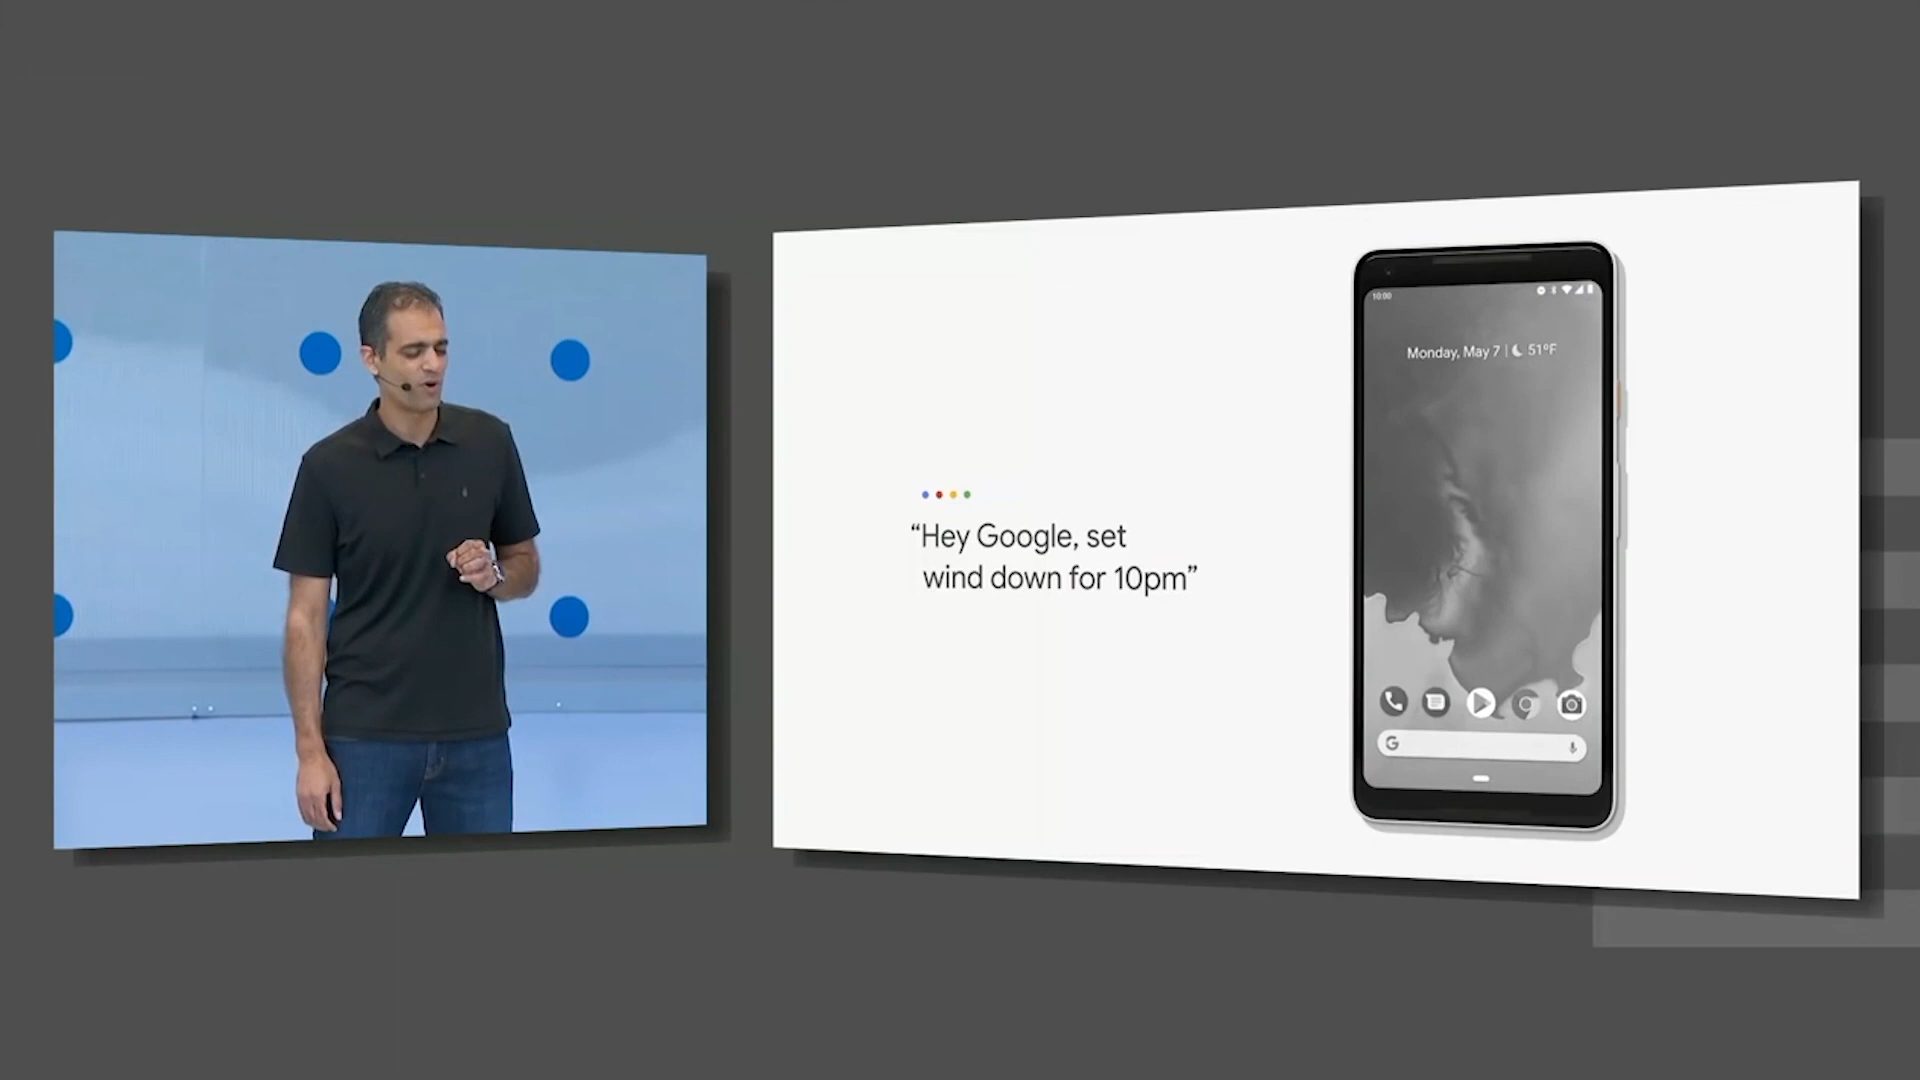 10:00
Monday, May 7 | 51°F
“Hey Google, set
wind down for 10pm”
G